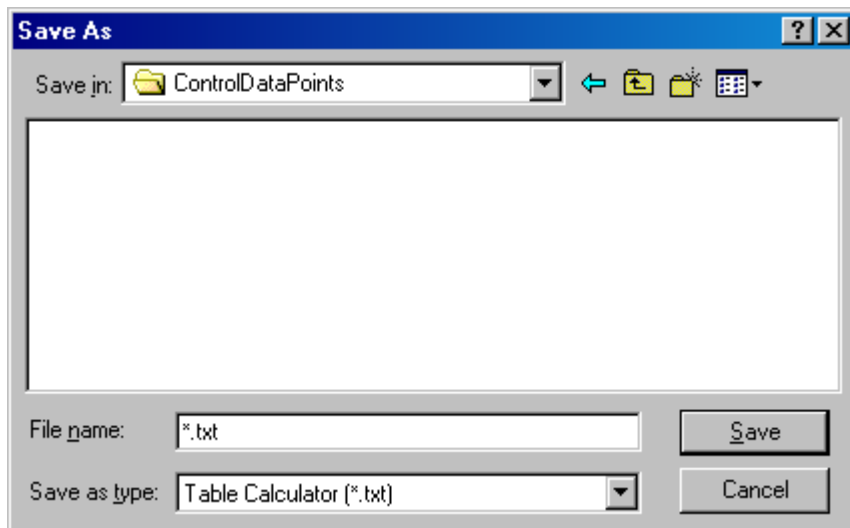 Save As
Save in: ControlDataPoints
File name: *.txt Save
Save as type: Table Calculator (*.txt) Cancel